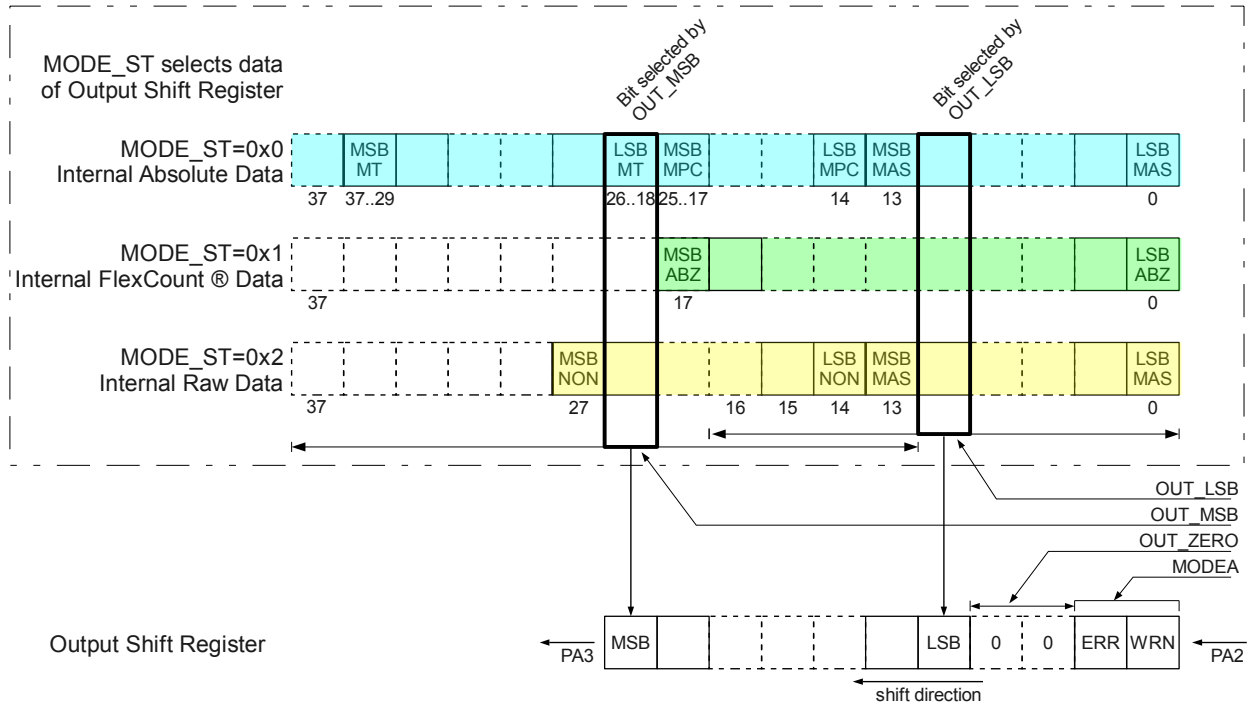 MODE_ST selects data
of Output Shift Register
Bit selected by
OUT_MSB
Bit selected by
OUT_LSB
MODE_ST=0x0
Internal Absolute Data
MSB MT
LSB MT
MSB MPC
LSB MPC
MSB MAS
LSB MAS
37 37..29 26..18 25..17 14 13 0
MODE_ST=0x1
Internal FlexCount ® Data
MSB ABZ
LSB ABZ
37 17 0
MODE_ST=0x2
Internal Raw Data
MSB NON
LSB NON
MSB MAS
LSB MAS
37 27 16 15 14 13 0
OUT_LSB
OUT_MSB
OUT_ZERO
MODEA
Output Shift Register
PA3
MSB LSB 0 0 ERR WRN
PA2
shift direction